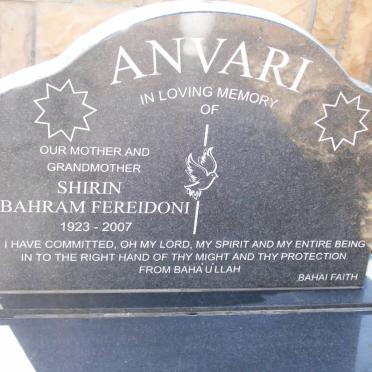 ANVARI
IN LOVING MEMORY
OF
OUR MOTHER AND
GRANDMOTHER
SHIRIN
BAHRAM FEREIDONI
1923 - 2007
I HAVE COMMITTED, OH MY LORD, MY SPIRIT AND MY ENTIRE BEING
IN TO THE RIGHT HAND OF THY MIGHT AND THY PROTECTION
FROM BAHA'U'LLAH
BAHAI FAITH